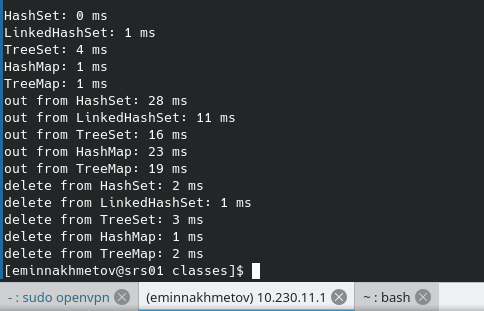 HashSet: 0 ms
LinkedHashSet: 1 ms
TreeSet: 4 ms
HashMap: 1 ms
TreeMap: 1 ms
out from HashSet: 28 ms
out from LinkedHashSet: 11 ms
out from TreeSet: 16 ms
out from HashMap: 23 ms
out from TreeMap: 19 ms
delete from HashSet: 2 ms
delete from LinkedHashSet: 1 ms
delete from TreeSet: 3 ms
delete from HashMap: 1 ms
delete from TreeMap: 2 ms
[eminnakhmetov@srs01 classes]$
- : sudo openvpn (eminnakhmetov) 10.230.11.1 ~ : bash